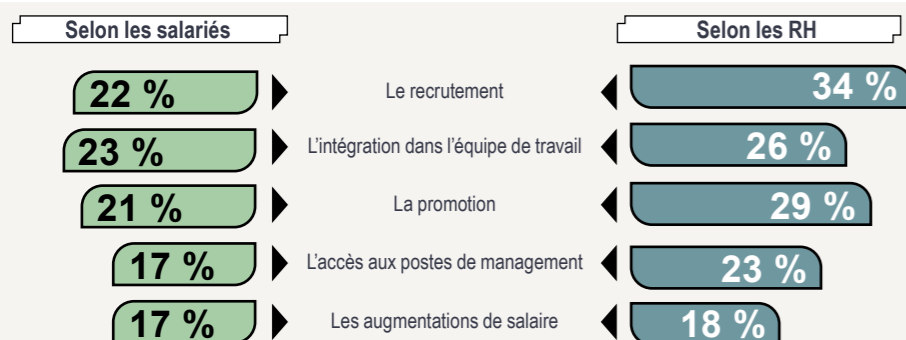 Selon les salariés
Selon les RH
22 %
Le recrutement
34 %
23 %
L'intégration dans l'équipe de travail
26 %
21 %
La promotion
29 %
17 %
L'accès aux postes de management
23 %
17 %
Les augmentations de salaire
18 %